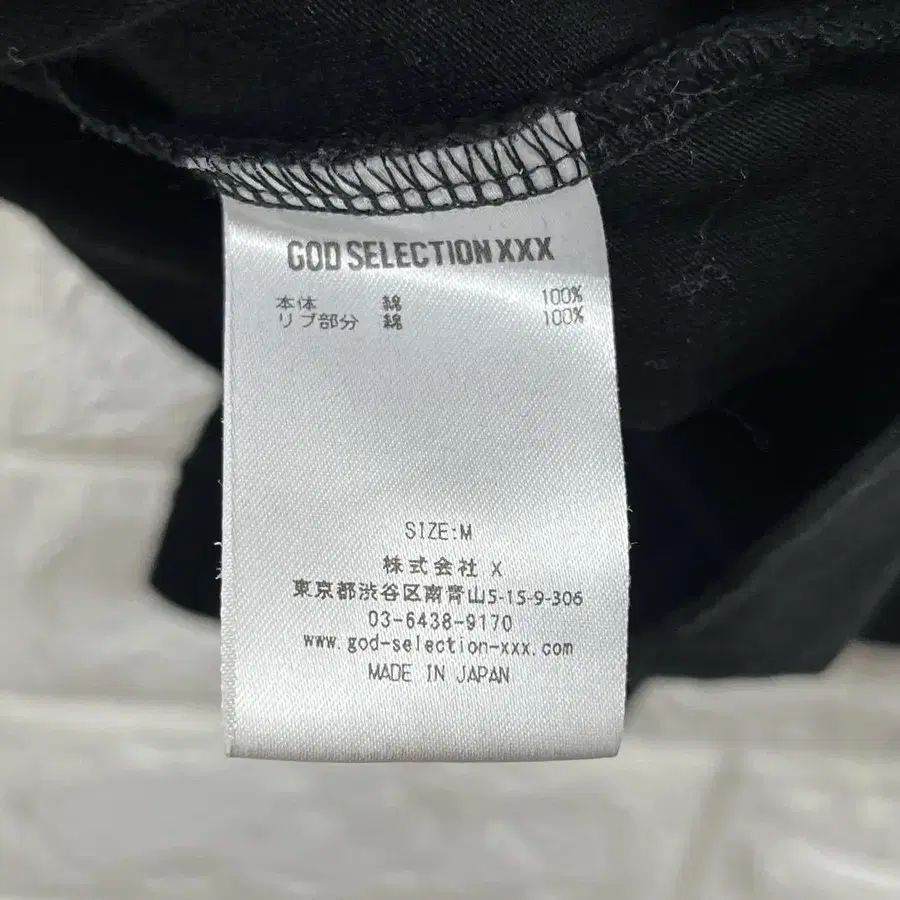 GOD SELECTION XXX
本体 綿 100%
リブ部分 綿 100%
SIZE:M
株式会社 X
東京都渋谷区南青山5-15-9-306
03-6438-9170
www.god-selection-xxx.com
MADE IN JAPAN